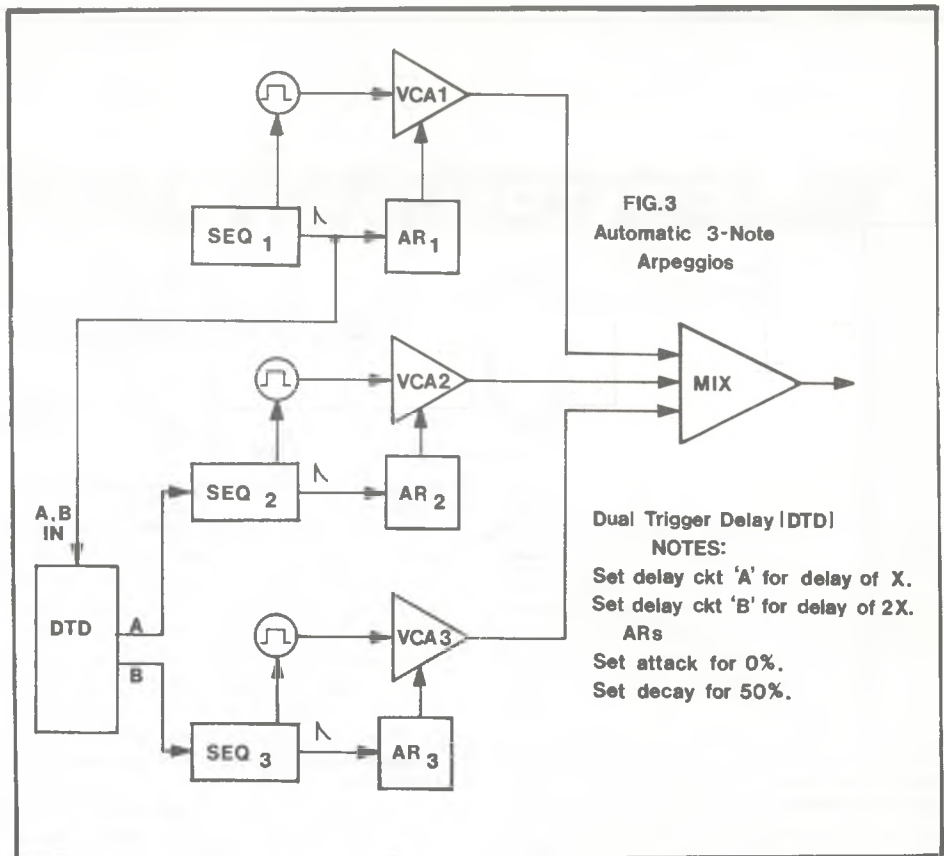 VCA1
SEQ 1
AR 1
FIG.3
Automatic 3-Note
Arpeggios
VCA2
MIX
SEQ 2
AR 2
A,B
IN
DTD
A
B
VCA3
SEQ 3
AR 3
Dual Trigger Delay [DTD]
NOTES:
Set delay ckt 'A' for delay of X.
Set delay ckt 'B' for delay of 2X.
ARs
Set attack for 0%.
Set decay for 50%.